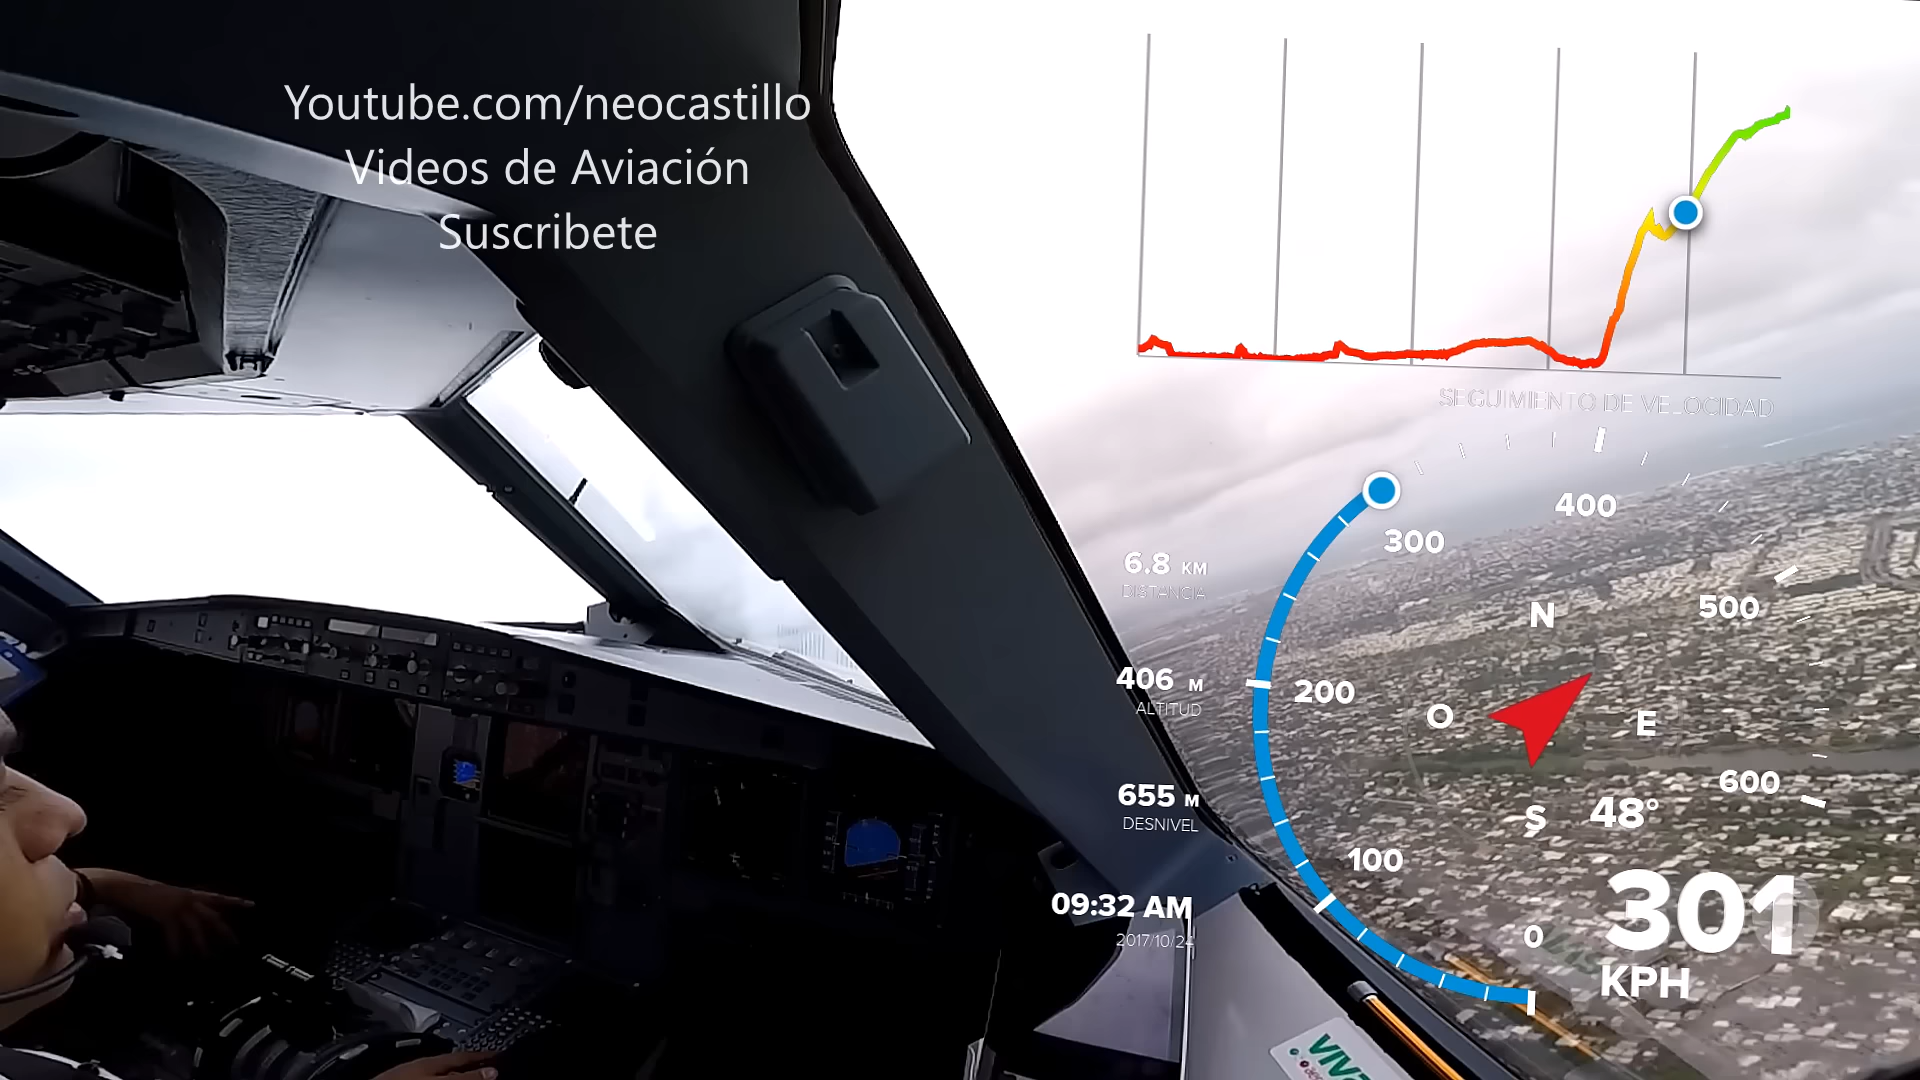 Youtube.com/neocastillo
Videos de Aviación
Suscribete
SEGUIMIENTO DE VELOCIDAD
6.8 KM
DISTANCIA
406 M
ALTITUD
655 M
DESNIVEL
09:32 AM
2017/10/24
400
300
500
200
600
100
0
N
O
E
S
48°
301
KPH
VIVA